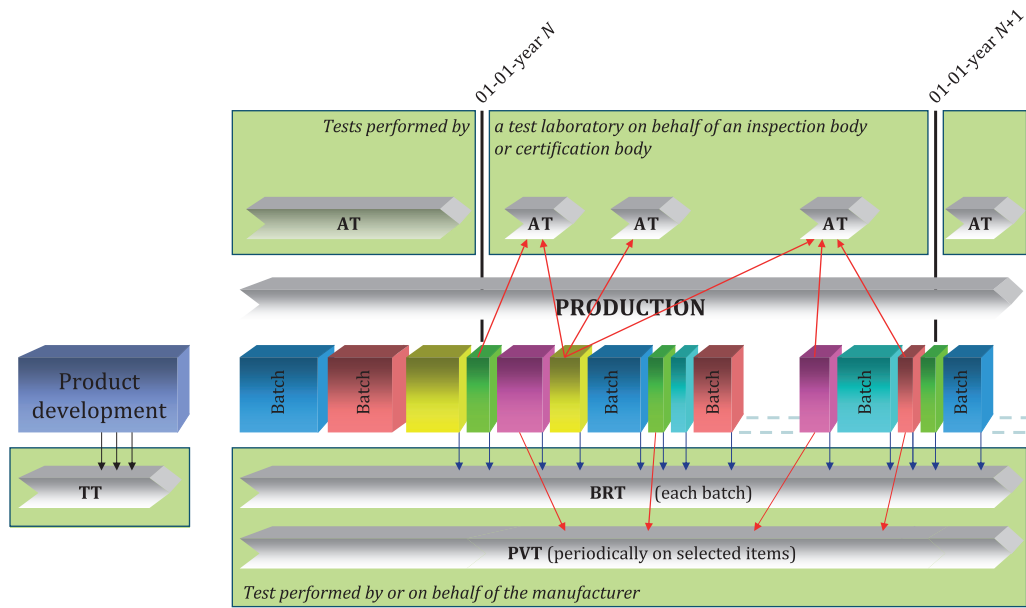 01-01-year N
01-01-year N+1
Tests performed by
a test laboratory on behalf of an inspection body
or certification body
AT
AT
AT
AT
AT
PRODUCTION
Product
development
Batch
Batch
Batch
Batch
Batch
Batch
TT
BRT (each batch)
PVT (periodically on selected items)
Test performed by or on behalf of the manufacturer